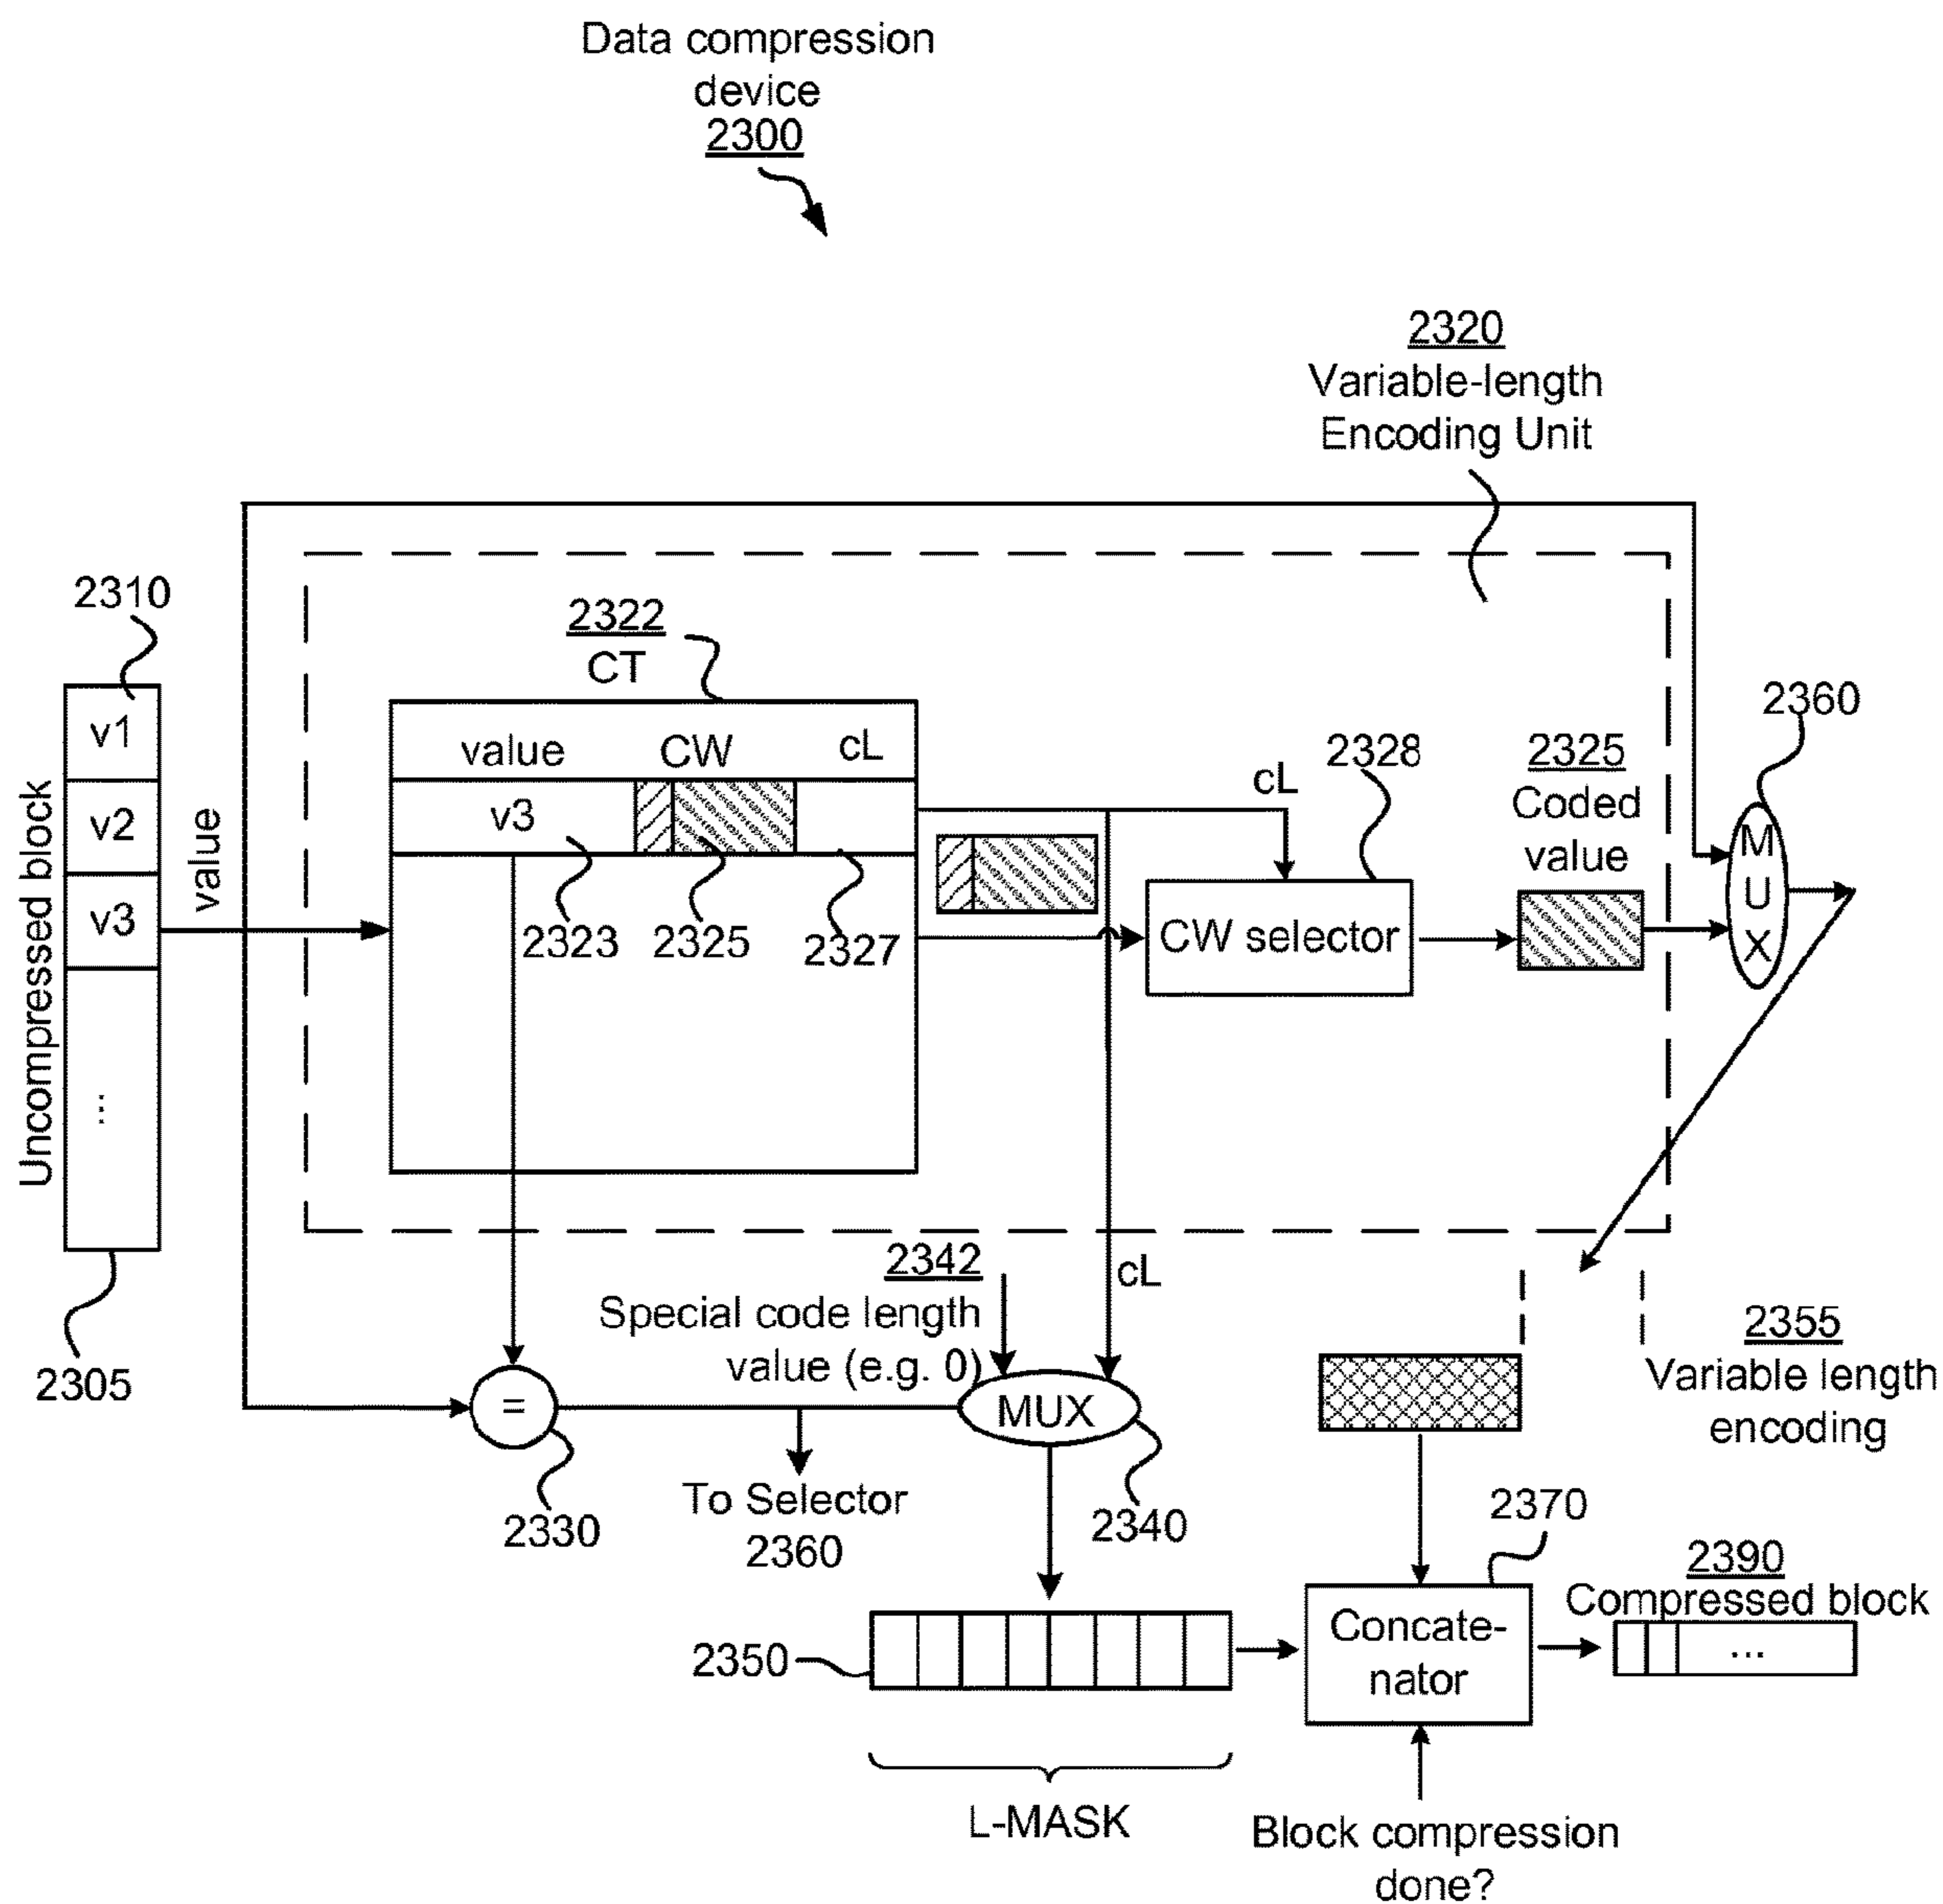 Data compression
device
2300
2320
Variable-length
Encoding Unit
2310
2322
CT
2360
value CW cL
2328
2325
Coded
value
cL
v1
v2
v3
...
Uncompressed block
value
v3
2323 2325 2327
CW selector
M
U
X
2305
2342
Special code length
value (e.g. 0)
cL
2355
Variable length
encoding
=
MUX
2330
To Selector
2360
2340
2370
2390
Compressed block
2350
Concate-
nator
...
L-MASK
Block compression
done?